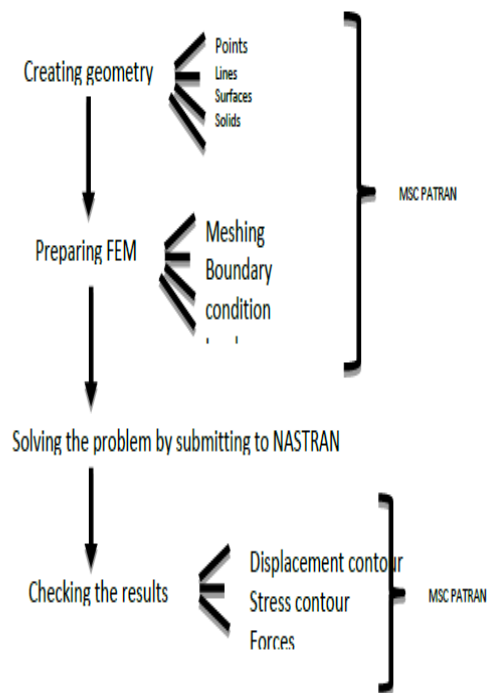 Creating geometry
Points
Lines
Surfaces
Solids
MSC PATRAN
Preparing FEM
Meshing
Boundary
condition
Solving the problem by submitting to NASTRAN
Checking the results
Displacement contour
Stress contour
Forces
MSC PATRAN